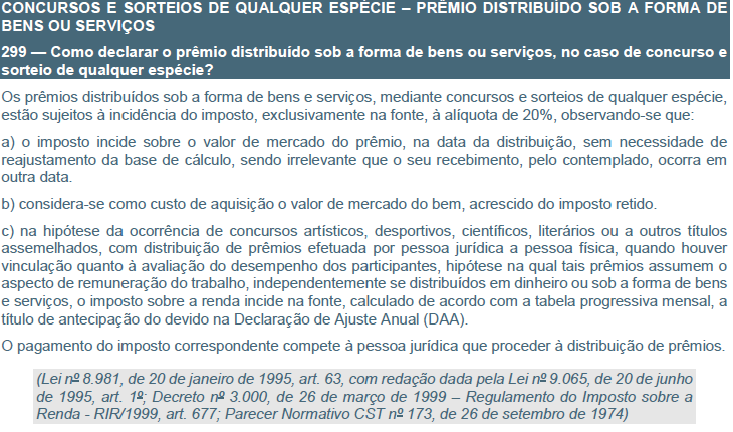 CONCURSOS E SORTEIOS DE QUALQUER ESPÉCIE – PRÊMIO DISTRIBUÍDO SOB A FORMA DE
BENS OU SERVIÇOS
299 — Como declarar o prêmio distribuído sob a forma de bens ou serviços, no caso de concurso e
sorteio de qualquer espécie?
Os prêmios distribuídos sob a forma de bens e serviços, mediante concursos e sorteios de qualquer espécie,
estão sujeitos à incidência do imposto, exclusivamente na fonte, à alíquota de 20%, observando-se que:
a) o imposto incide sobre o valor de mercado do prêmio, na data da distribuição, sem necessidade de
reajustamento da base de cálculo, sendo irrelevante que o seu recebimento, pelo contemplado, ocorra em
outra data.
b) considera-se como custo de aquisição o valor de mercado do bem, acrescido do imposto retido.
c) na hipótese da ocorrência de concursos artísticos, desportivos, científicos, literários ou a outros títulos
assemelhados, com distribuição de prêmios efetuada por pessoa jurídica a pessoa física, quando houver
vinculação quanto à avaliação do desempenho dos participantes, hipótese na qual tais prêmios assumem o
aspecto de remuneração do trabalho, independentemente se distribuídos em dinheiro ou sob a forma de bens
e serviços, o imposto sobre a renda incide na fonte, calculado de acordo com a tabela progressiva mensal, a
título de antecipação do devido na Declaração de Ajuste Anual (DAA).
O pagamento do imposto correspondente compete à pessoa jurídica que proceder à distribuição de prêmios.
(Lei nº 8.981, de 20 de janeiro de 1995, art. 63, com redação dada pela Lei nº 9.065, de 20 de junho
de 1995, art. 1º; Decreto nº 3.000, de 26 de março de 1999 – Regulamento do Imposto sobre a
Renda - RIR/1999, art. 677; Parecer Normativo CST nº 173, de 26 de setembro de 1974)